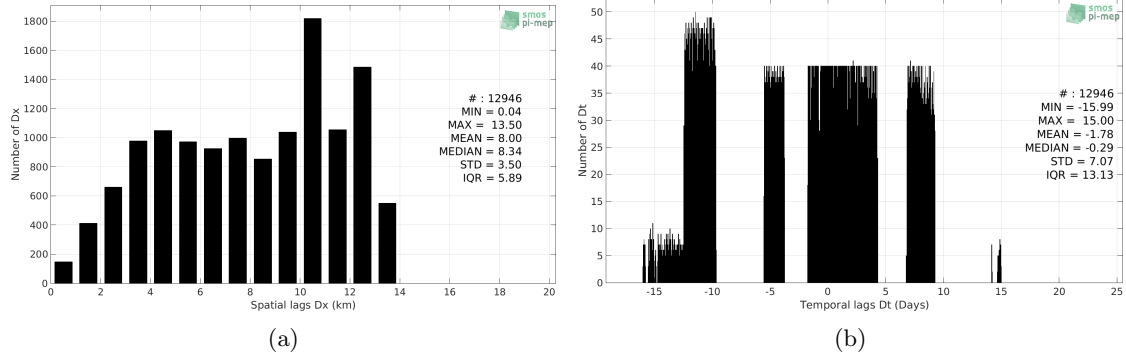 smos
pi-mep
1800
1600
1400
1200
1000
800
600
400
200
0
Number of Dx
# : 12946
MIN = 0.04
MAX = 13.50
MEAN = 8.00
MEDIAN = 8.34
STD = 3.50
IQR = 5.89
0 2 4 6 8 10 12 14 16 18 20
Spatial lags Dx (km)
(a)
smos
pi-mep
50
45
40
35
30
25
20
15
10
5
0
Number of Dt
# : 12946
MIN = -15.99
MAX = 15.00
MEAN = -1.78
MEDIAN = -0.29
STD = 7.07
IQR = 13.13
-15 -10 -5 0 5 10 15 20 25
Temporal lags Dt (Days)
(b)